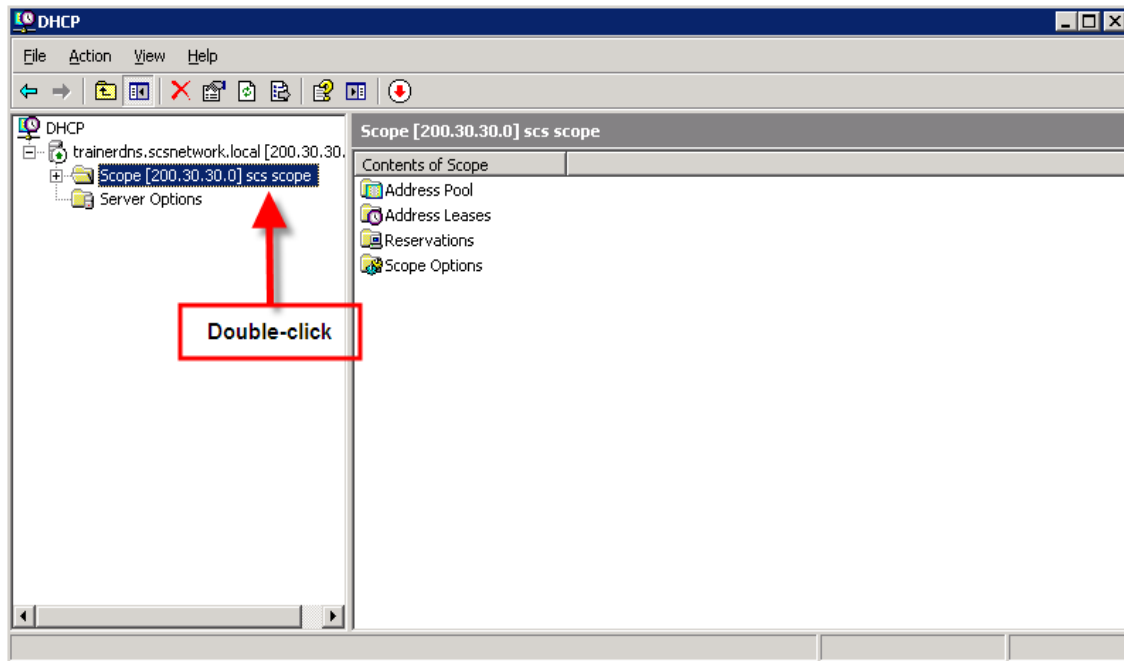 DHCP
File Action View Help
DHCP
trainerdns.scsnetwork.local [200.30.30.
Scope [200.30.30.0] scs scope
Server Options
Scope [200.30.30.0] scs scope
Contents of Scope
Address Pool
Address Leases
Reservations
Scope Options
Double-click